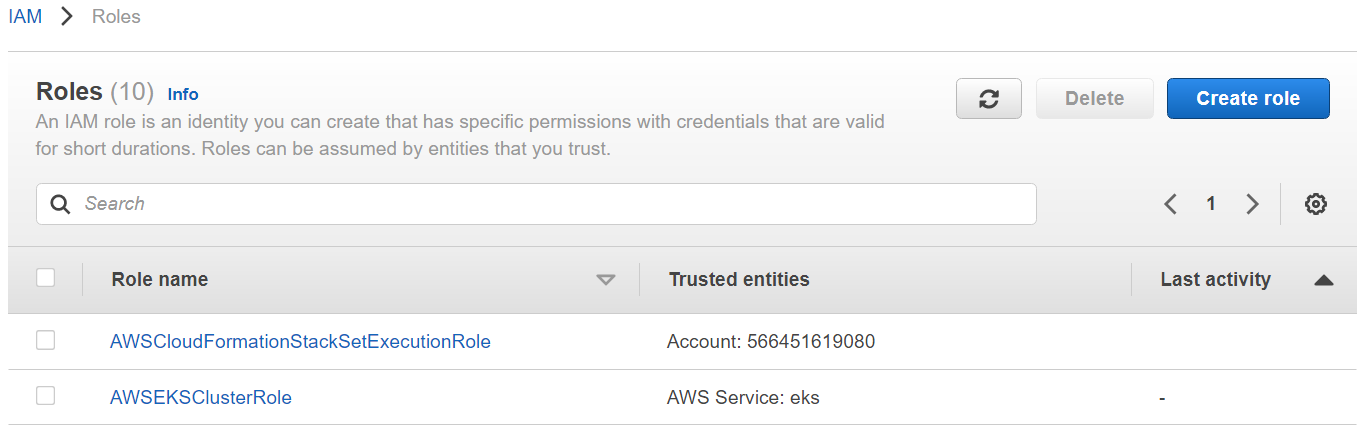 IAM > Roles
Roles (10) Info
An IAM role is an identity you can create that has specific permissions with credentials that are valid
for short durations. Roles can be assumed by entities that you trust.
Delete
Create role
Search
1
Role name Trusted entities Last activity
AWSCloudFormationStackSetExecutionRole Account: 566451619080
AWSEKSClusterRole AWS Service: eks -